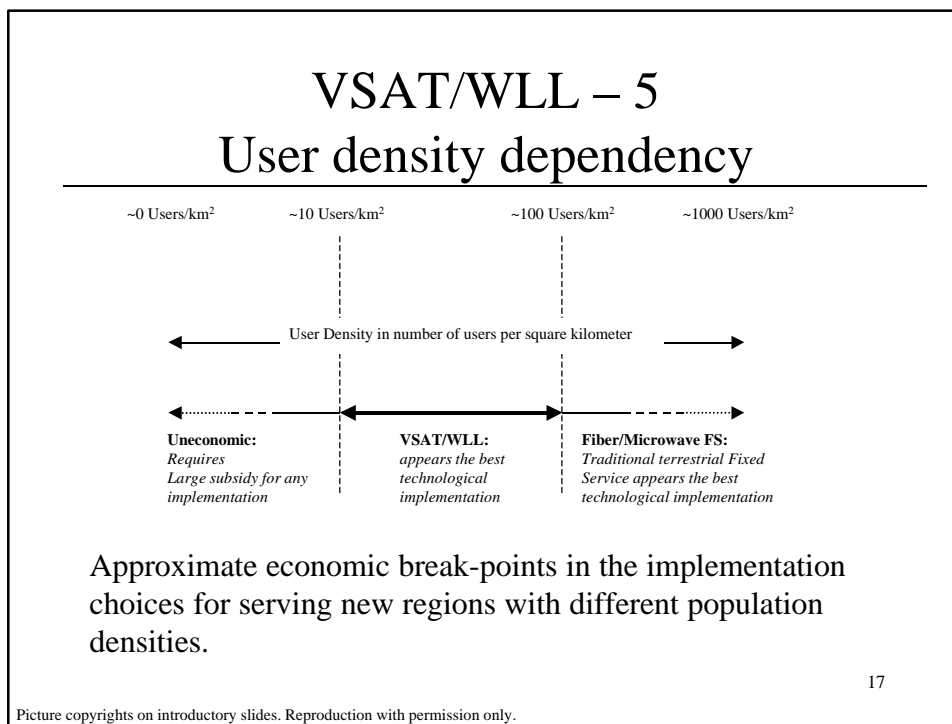 VSAT/WLL – 5
User density dependency
~0 Users/km²
~10 Users/km²
~100 Users/km²
~1000 Users/km²
User Density in number of users per square kilometer
Uneconomic:
Requires
Large subsidy for any
implementation
VSAT/WLL:
appears the best
technological
implementation
Fiber/Microwave FS:
Traditional terrestrial Fixed
Service appears the best
technological implementation
Approximate economic break-points in the implementation
choices for serving new regions with different population
densities.
17
Picture copyrights on introductory slides. Reproduction with permission only.